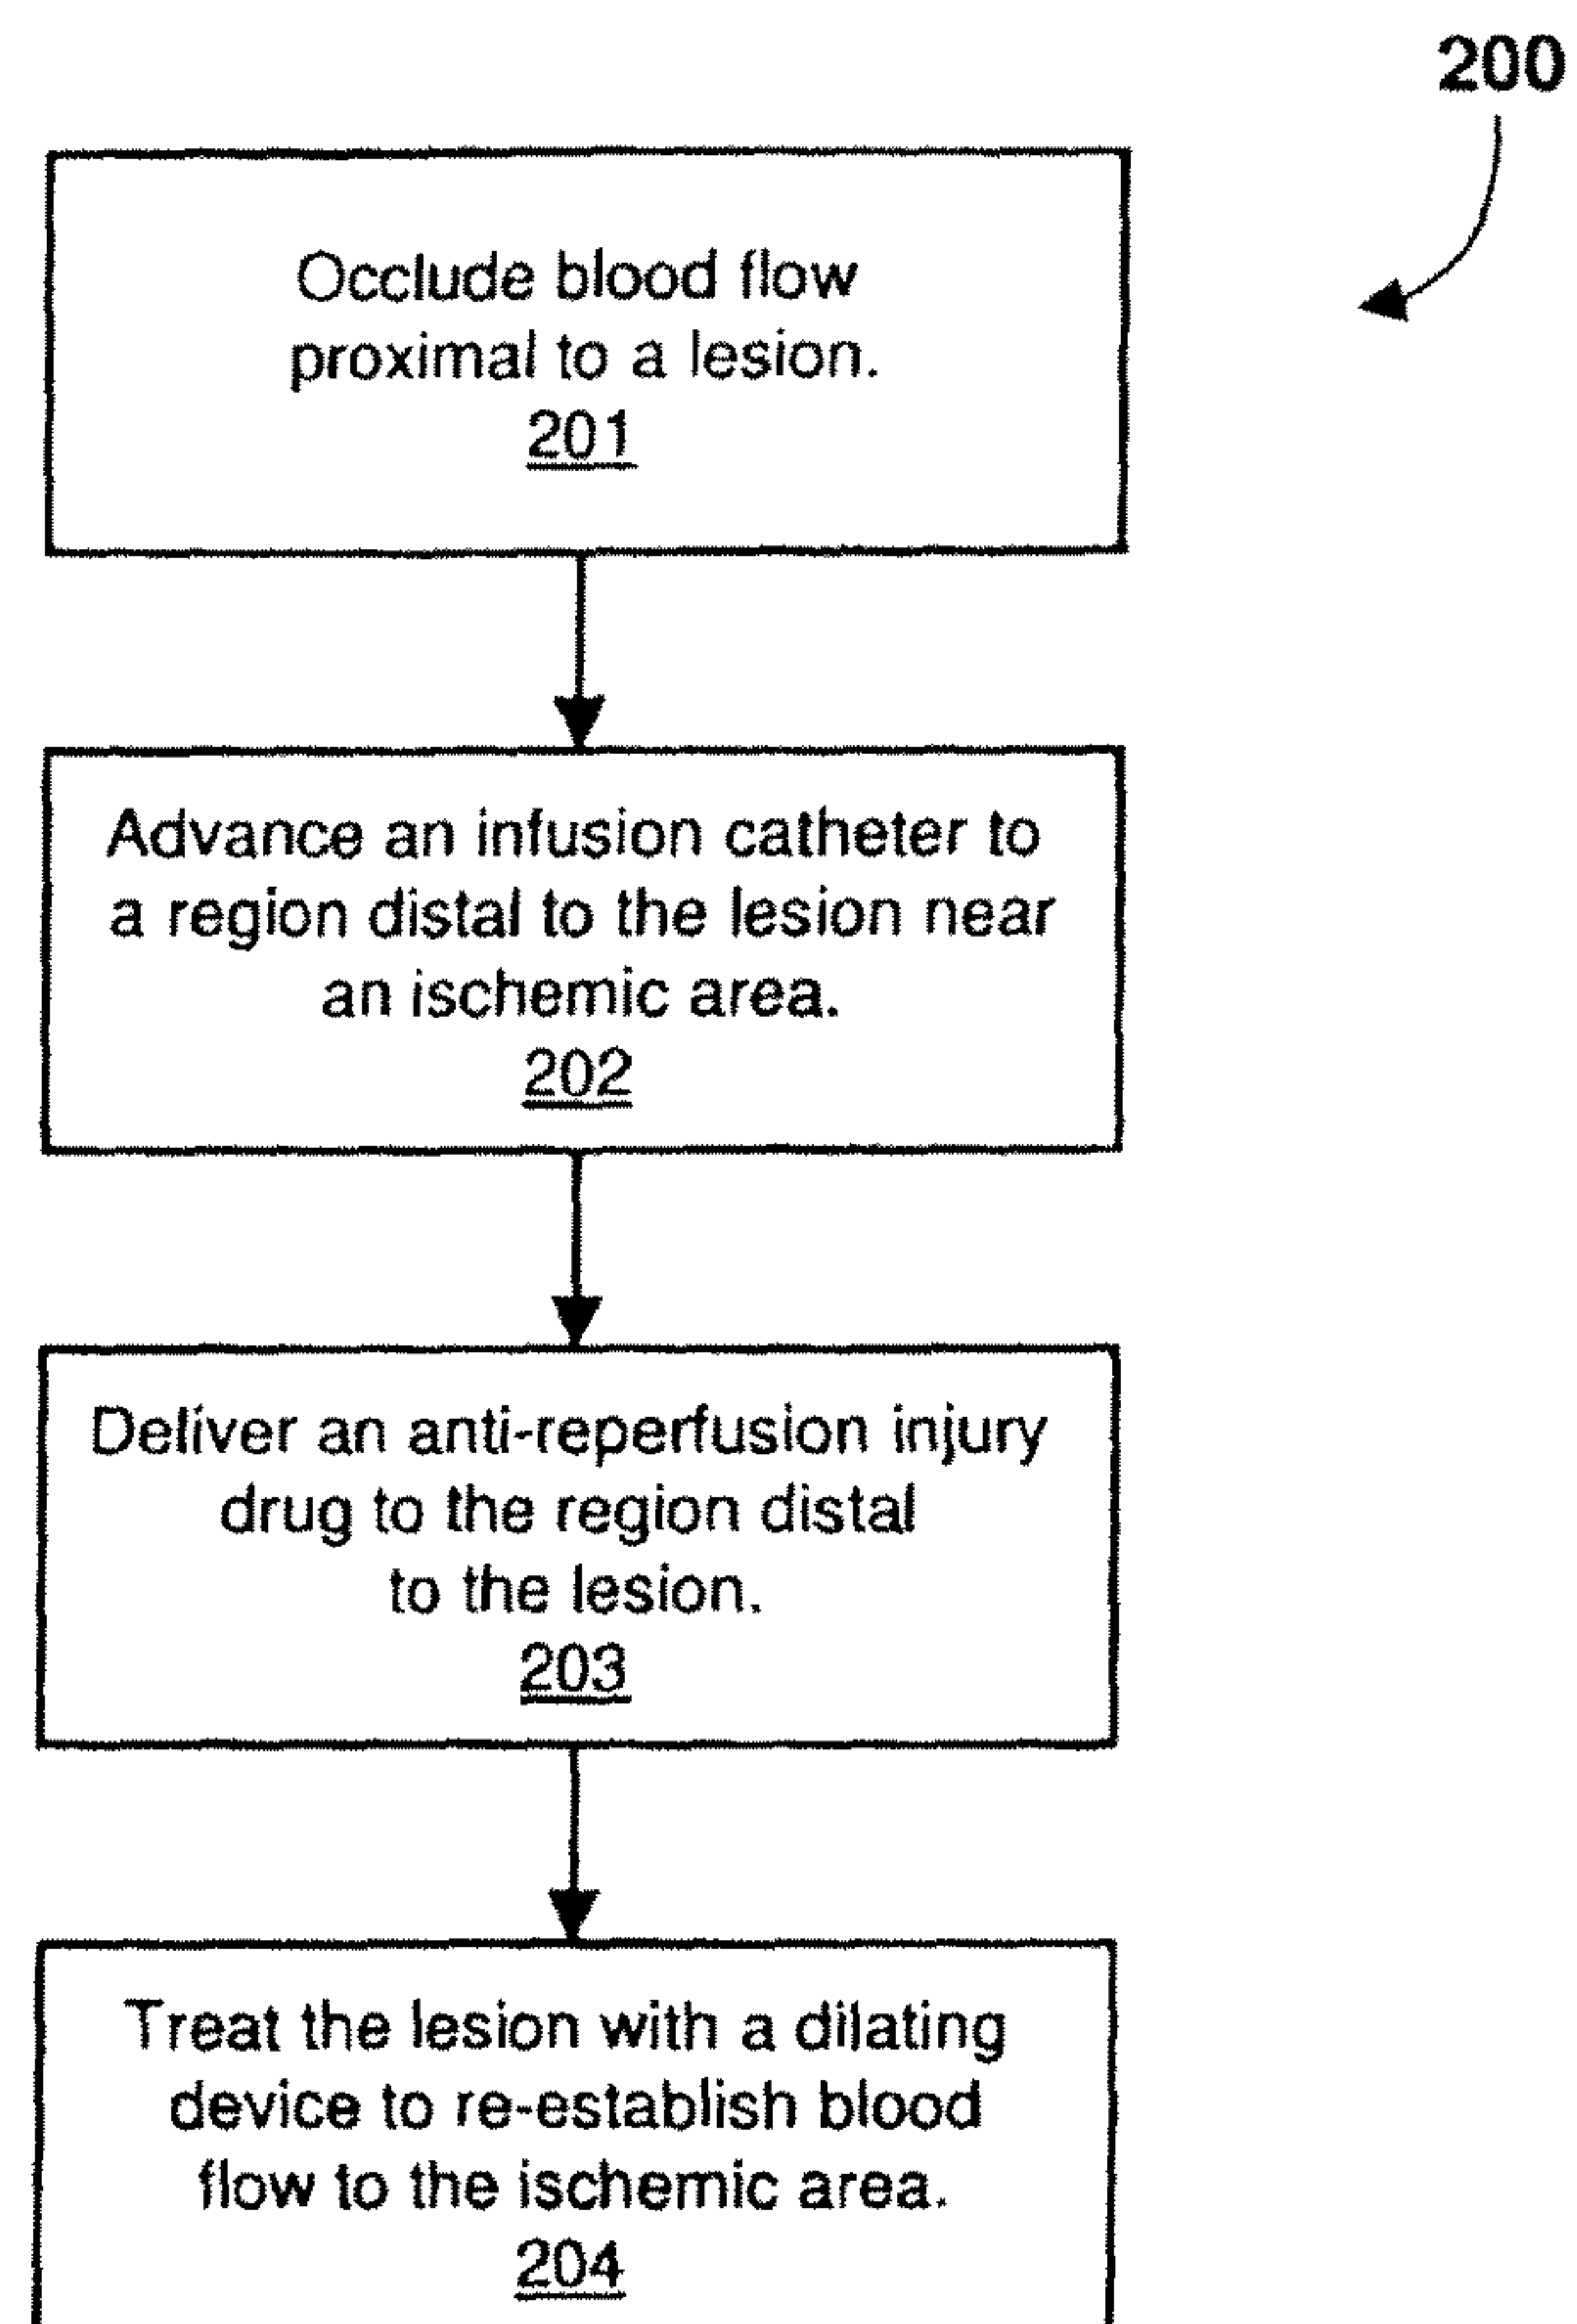 200
Occlude blood flow
proximal to a lesion.
201
Advance an infusion catheter to
a region distal to the lesion near
an ischemic area.
202
Deliver an anti-reperfusion injury
drug to the region distal
to the lesion.
203
Treat the lesion with a dilating
device to re-establish blood
flow to the ischemic area.
204